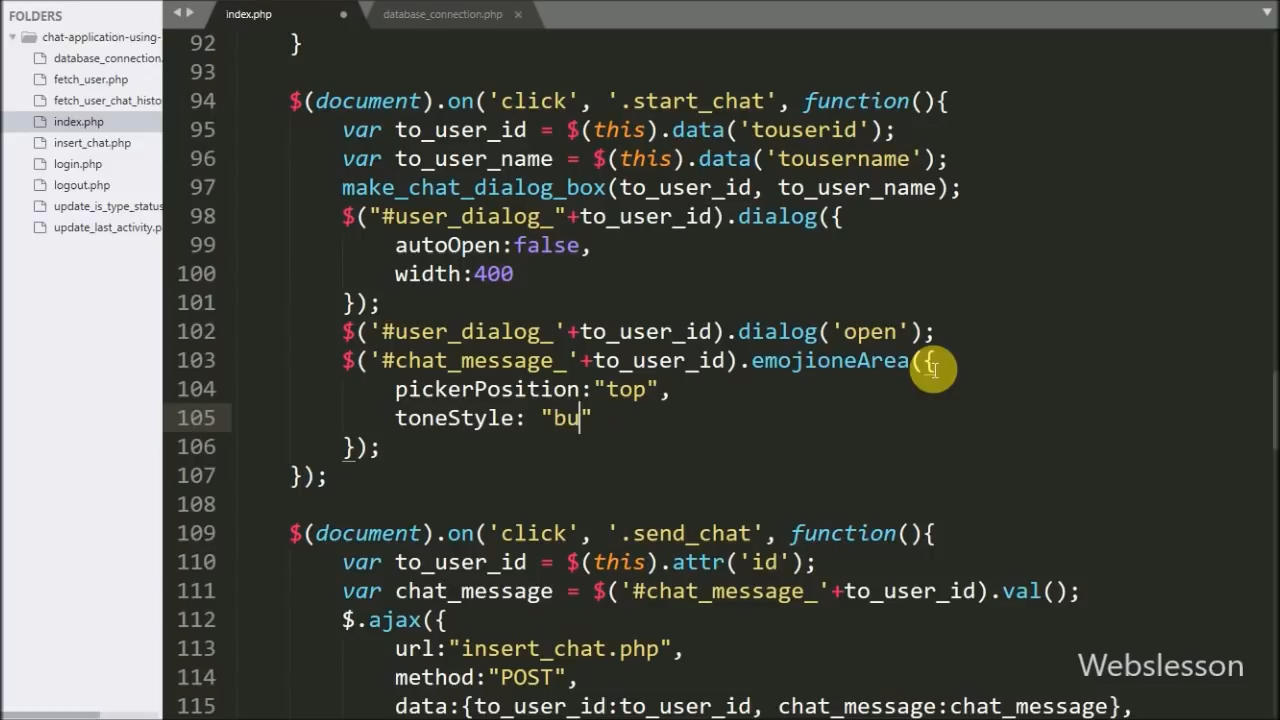 FOLDERS
chat-application-using-
database_connection.
fetch_user.php
fetch_user_chat_histo
index.php
insert_chat.php
login.php
logout.php
update_is_type_status
update_last_activity.p
index.php
database_connection.php
92 }
93
94 $(document).on('click', '.start_chat', function(){
95 var to_user_id = $(this).data('touserid');
96 var to_user_name = $(this).data('tousername');
97 make_chat_dialog_box(to_user_id, to_user_name);
98 $("#user_dialog_"+to_user_id).dialog({
99 autoOpen:false,
100 width:400
101 });
102 $('#user_dialog_'+to_user_id).dialog('open');
103 $('#chat_message_'+to_user_id).emojioneArea({
104 pickerPosition:"top",
105 toneStyle: "bu"
106 });
107 });
108
109 $(document).on('click', '.send_chat', function(){
110 var to_user_id = $(this).attr('id');
111 var chat_message = $('#chat_message_'+to_user_id).val();
112 $.ajax({
113 url:"insert_chat.php",
114 method:"POST",
115 data:{to_user_id:to_user_id, chat_message:chat_message},
Webslesson